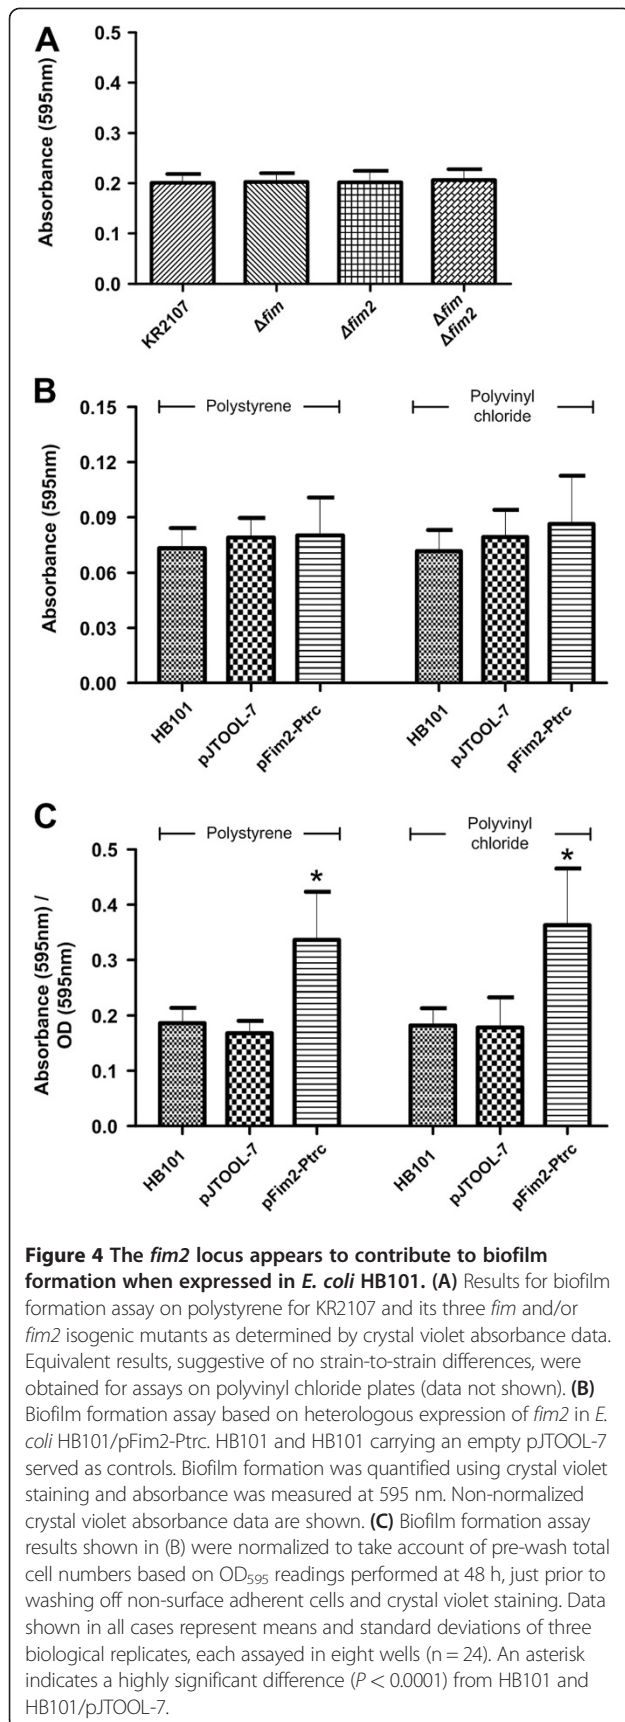 A
Absorbance (595nm)
0.5
0.4
0.3
0.2
0.1
0.0
KR2107
Δfim
Δfim2
Δfim
Δfim2
B
Polystyrene
Polyvinyl
chloride
Absorbance (595nm)
0.15
0.12
0.09
0.06
0.03
0.00
HB101
pJTOOL-7
pFim2-Ptrc
HB101
pJTOOL-7
pFim2-Ptrc
C
Polystyrene
Polyvinyl
chloride
Absorbance (595nm) /
OD (595nm)
0.5
0.4
0.3
0.2
0.1
0.0
*
*
HB101
pJTOOL-7
pFim2-Ptrc
HB101
pJTOOL-7
pFim2-Ptrc
Figure 4 The fim2 locus appears to contribute to biofilm
formation when expressed in E. coli HB101. (A) Results for biofilm
formation assay on polystyrene for KR2107 and its three fim and/or
fim2 isogenic mutants as determined by crystal violet absorbance data.
Equivalent results, suggestive of no strain-to-strain differences, were
obtained for assays on polyvinyl chloride plates (data not shown). (B)
Biofilm formation assay based on heterologous expression of fim2 in E.
coli HB101/pFim2-Ptrc. HB101 and HB101 carrying an empty pJTOOL-7
served as controls. Biofilm formation was quantified using crystal violet
staining and absorbance was measured at 595 nm. Non-normalized
crystal violet absorbance data are shown. (C) Biofilm formation assay
results shown in (B) were normalized to take account of pre-wash total
cell numbers based on OD₅₉₅ readings performed at 48 h, just prior to
washing off non-surface adherent cells and crystal violet staining. Data
shown in all cases represent means and standard deviations of three
biological replicates, each assayed in eight wells (n = 24). An asterisk
indicates a highly significant difference (P < 0.0001) from HB101 and
HB101/pJTOOL-7.